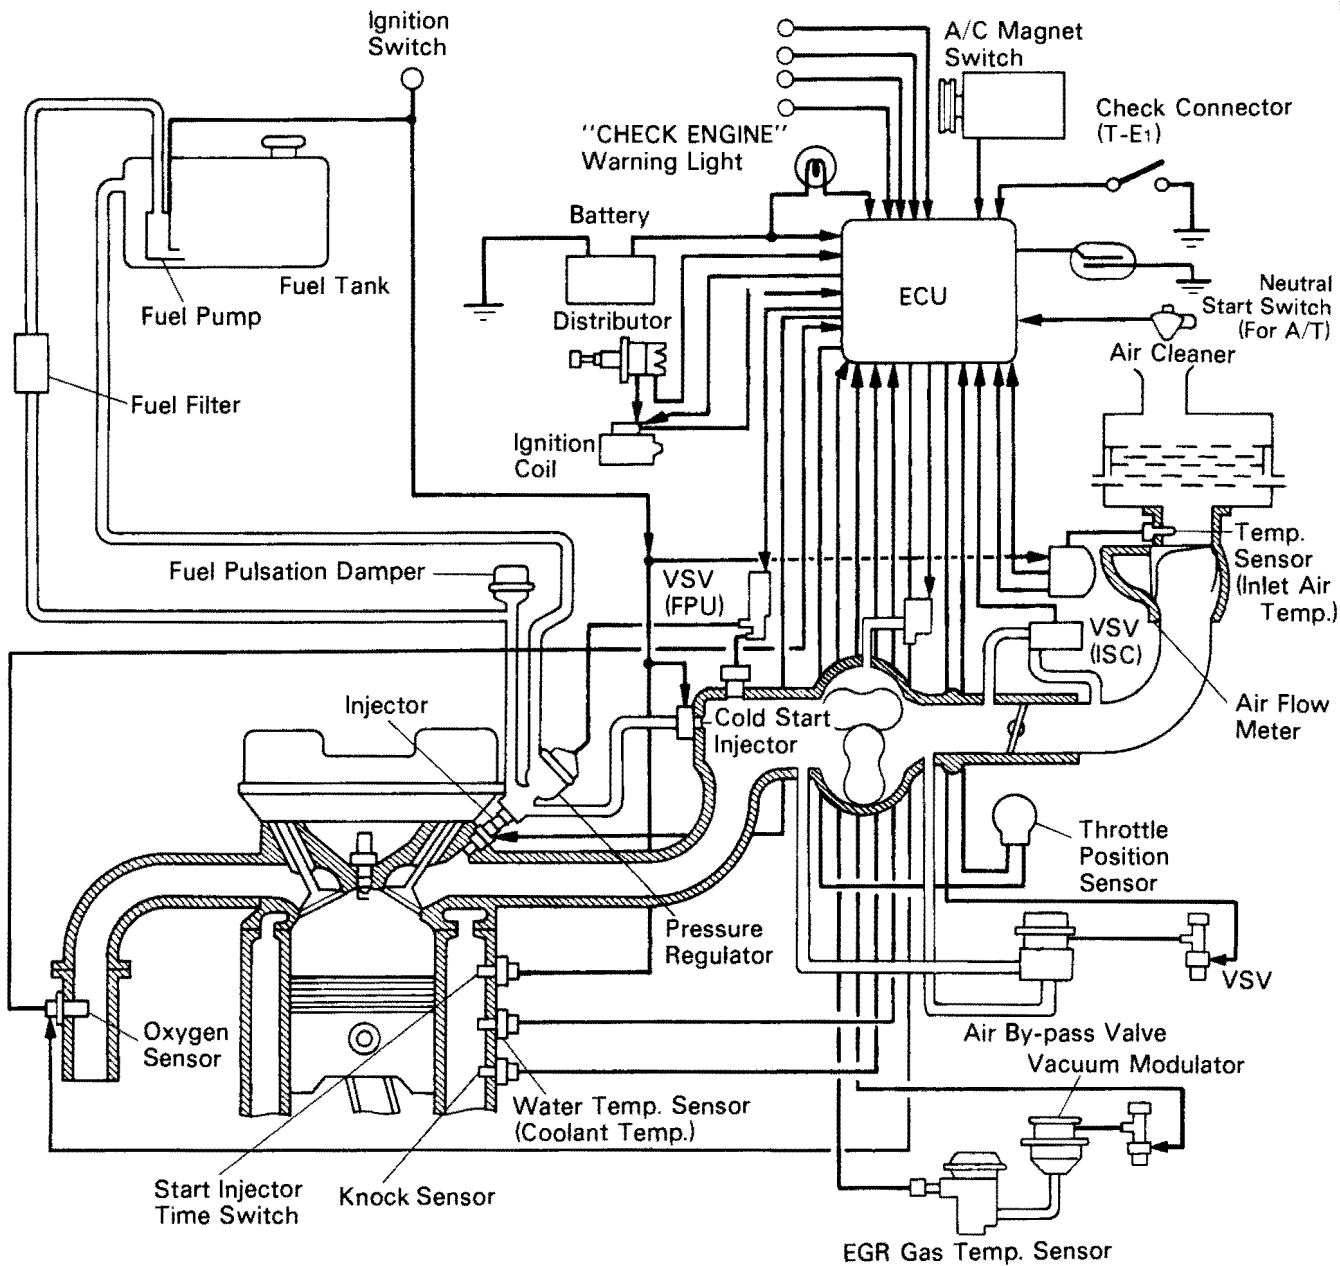 Ignition
Switch
A/C Magnet
Switch
Check Connector
(T-E1)
"CHECK ENGINE"
Warning Light
Battery
Fuel Tank
Fuel Pump
ECU
Neutral
Start Switch
(For A/T)
Distributor
Air Cleaner
Fuel Filter
Ignition
Coil
Temp.
Sensor
(Inlet Air
Temp.)
Fuel Pulsation Damper
VSV
(FPU)
VSV
(ISC)
Injector
Cold Start
Injector
Air Flow
Meter
Throttle
Position
Sensor
Pressure
Regulator
VSV
Oxygen
Sensor
Air By-pass Valve
Vacuum Modulator
Water Temp. Sensor
(Coolant Temp.)
Start Injector
Time Switch
Knock Sensor
EGR Gas Temp. Sensor